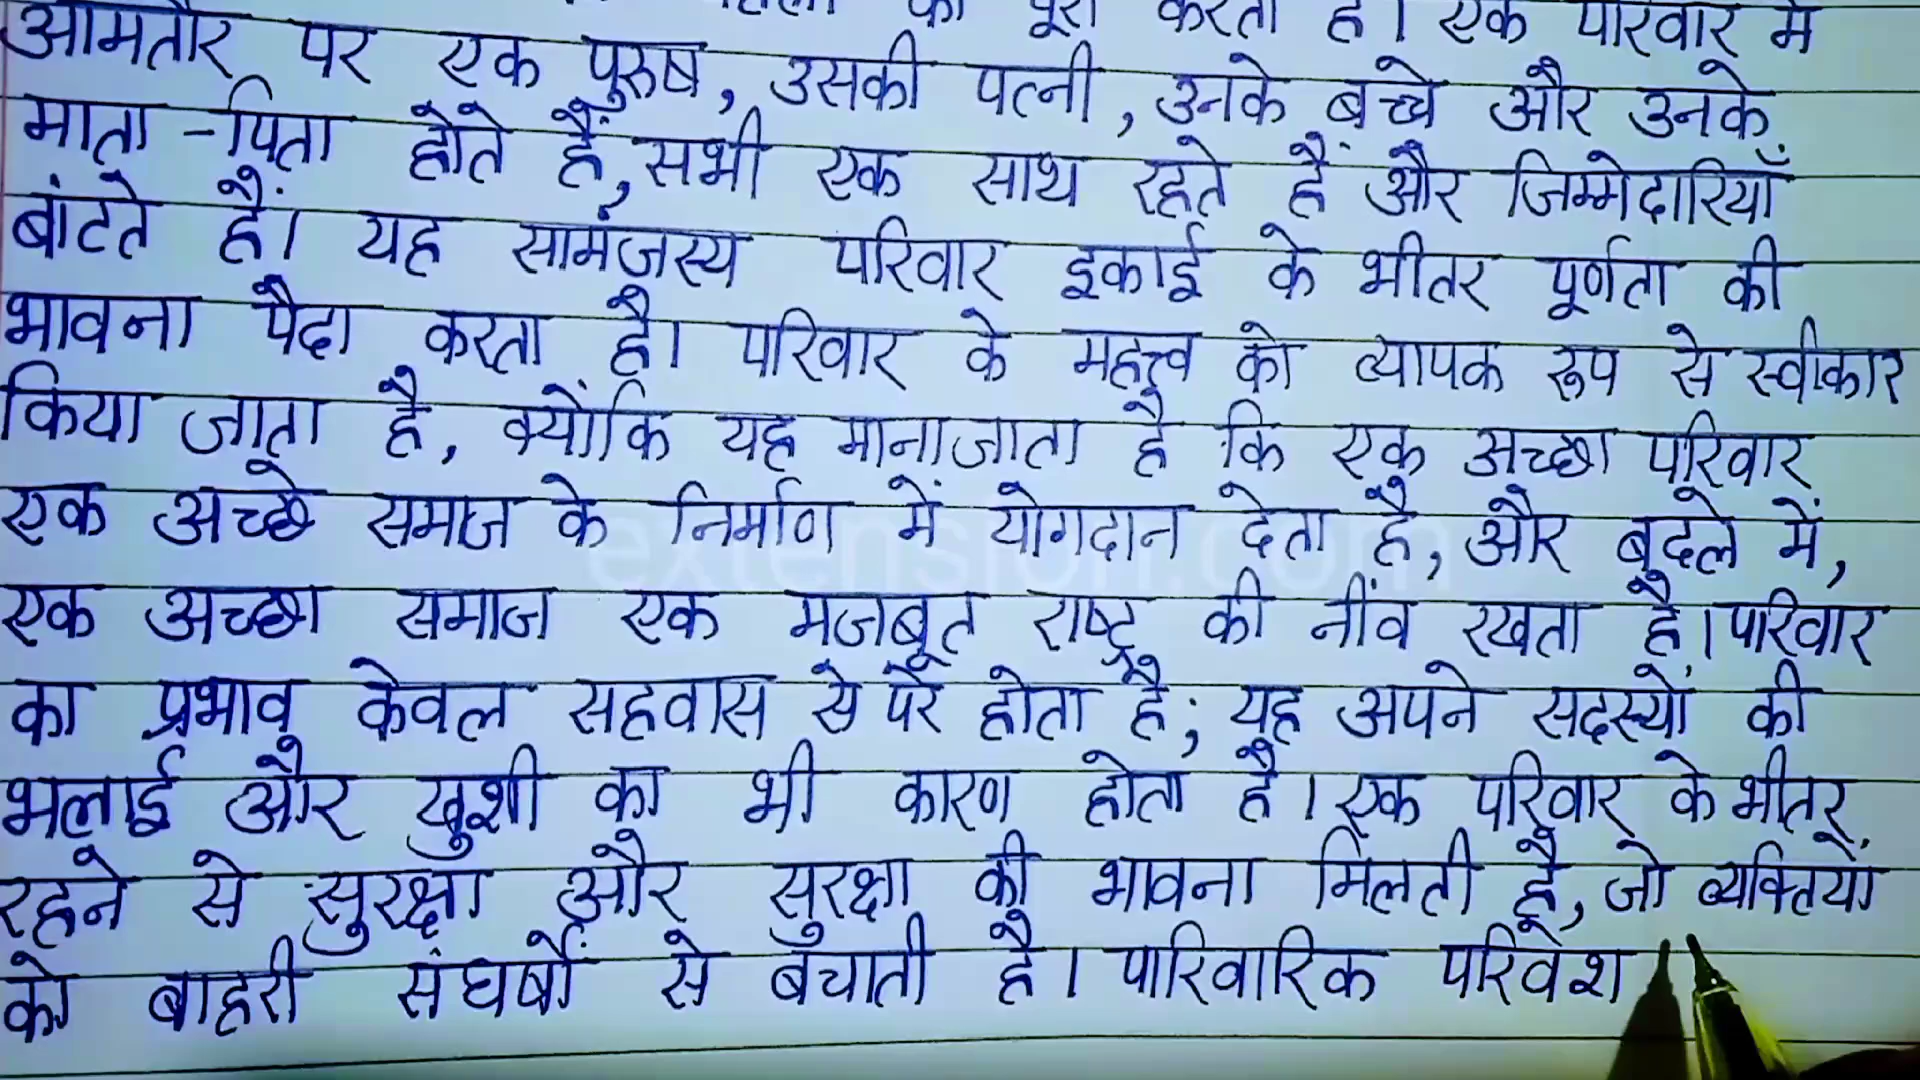 को पूरा करता है। एक परिवार में
आमतौर पर एक पुरुष, उसकी पत्नी, उनके बच्चे और उनके
माता-पिता होते हैं, सभी एक साथ रहते हैं और जिम्मेदारियाँ
बांटते हैं। यह सामंजस्य परिवार इकाई के भीतर पूर्णता की
भावना पैदा करता है। परिवार के महत्त्व को व्यापक रूप से स्वीकार
किया जाता है, क्योंकि यह माना जाता है कि एक अच्छा परिवार
एक अच्छे समाज के निर्माण में योगदान देता है, और बदले में,
extension.com
एक अच्छा समाज एक मजबूत राष्ट्र की नींव रखता है। परिवार
का प्रभाव केवल सहवास से परे होता है; यह अपने सदस्यों की
भलाई और खुशी का भी कारण होता है। एक परिवार के भीतर
रहने से सुरक्षा और सुरक्षा की भावना मिलती है, जो व्यक्तियों
को बाहरी संघर्षों से बचाती है। पारिवारिक परिवेश